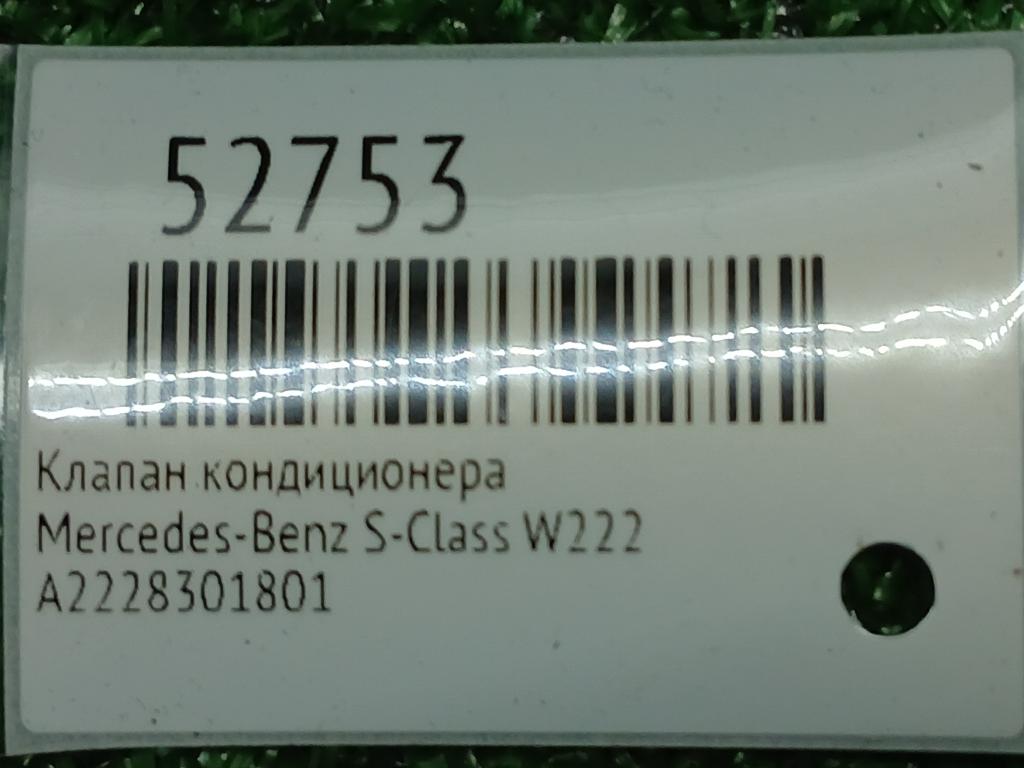 52753
Клапан кондиционера
Mercedes-Benz S-Class W222
A2228301801